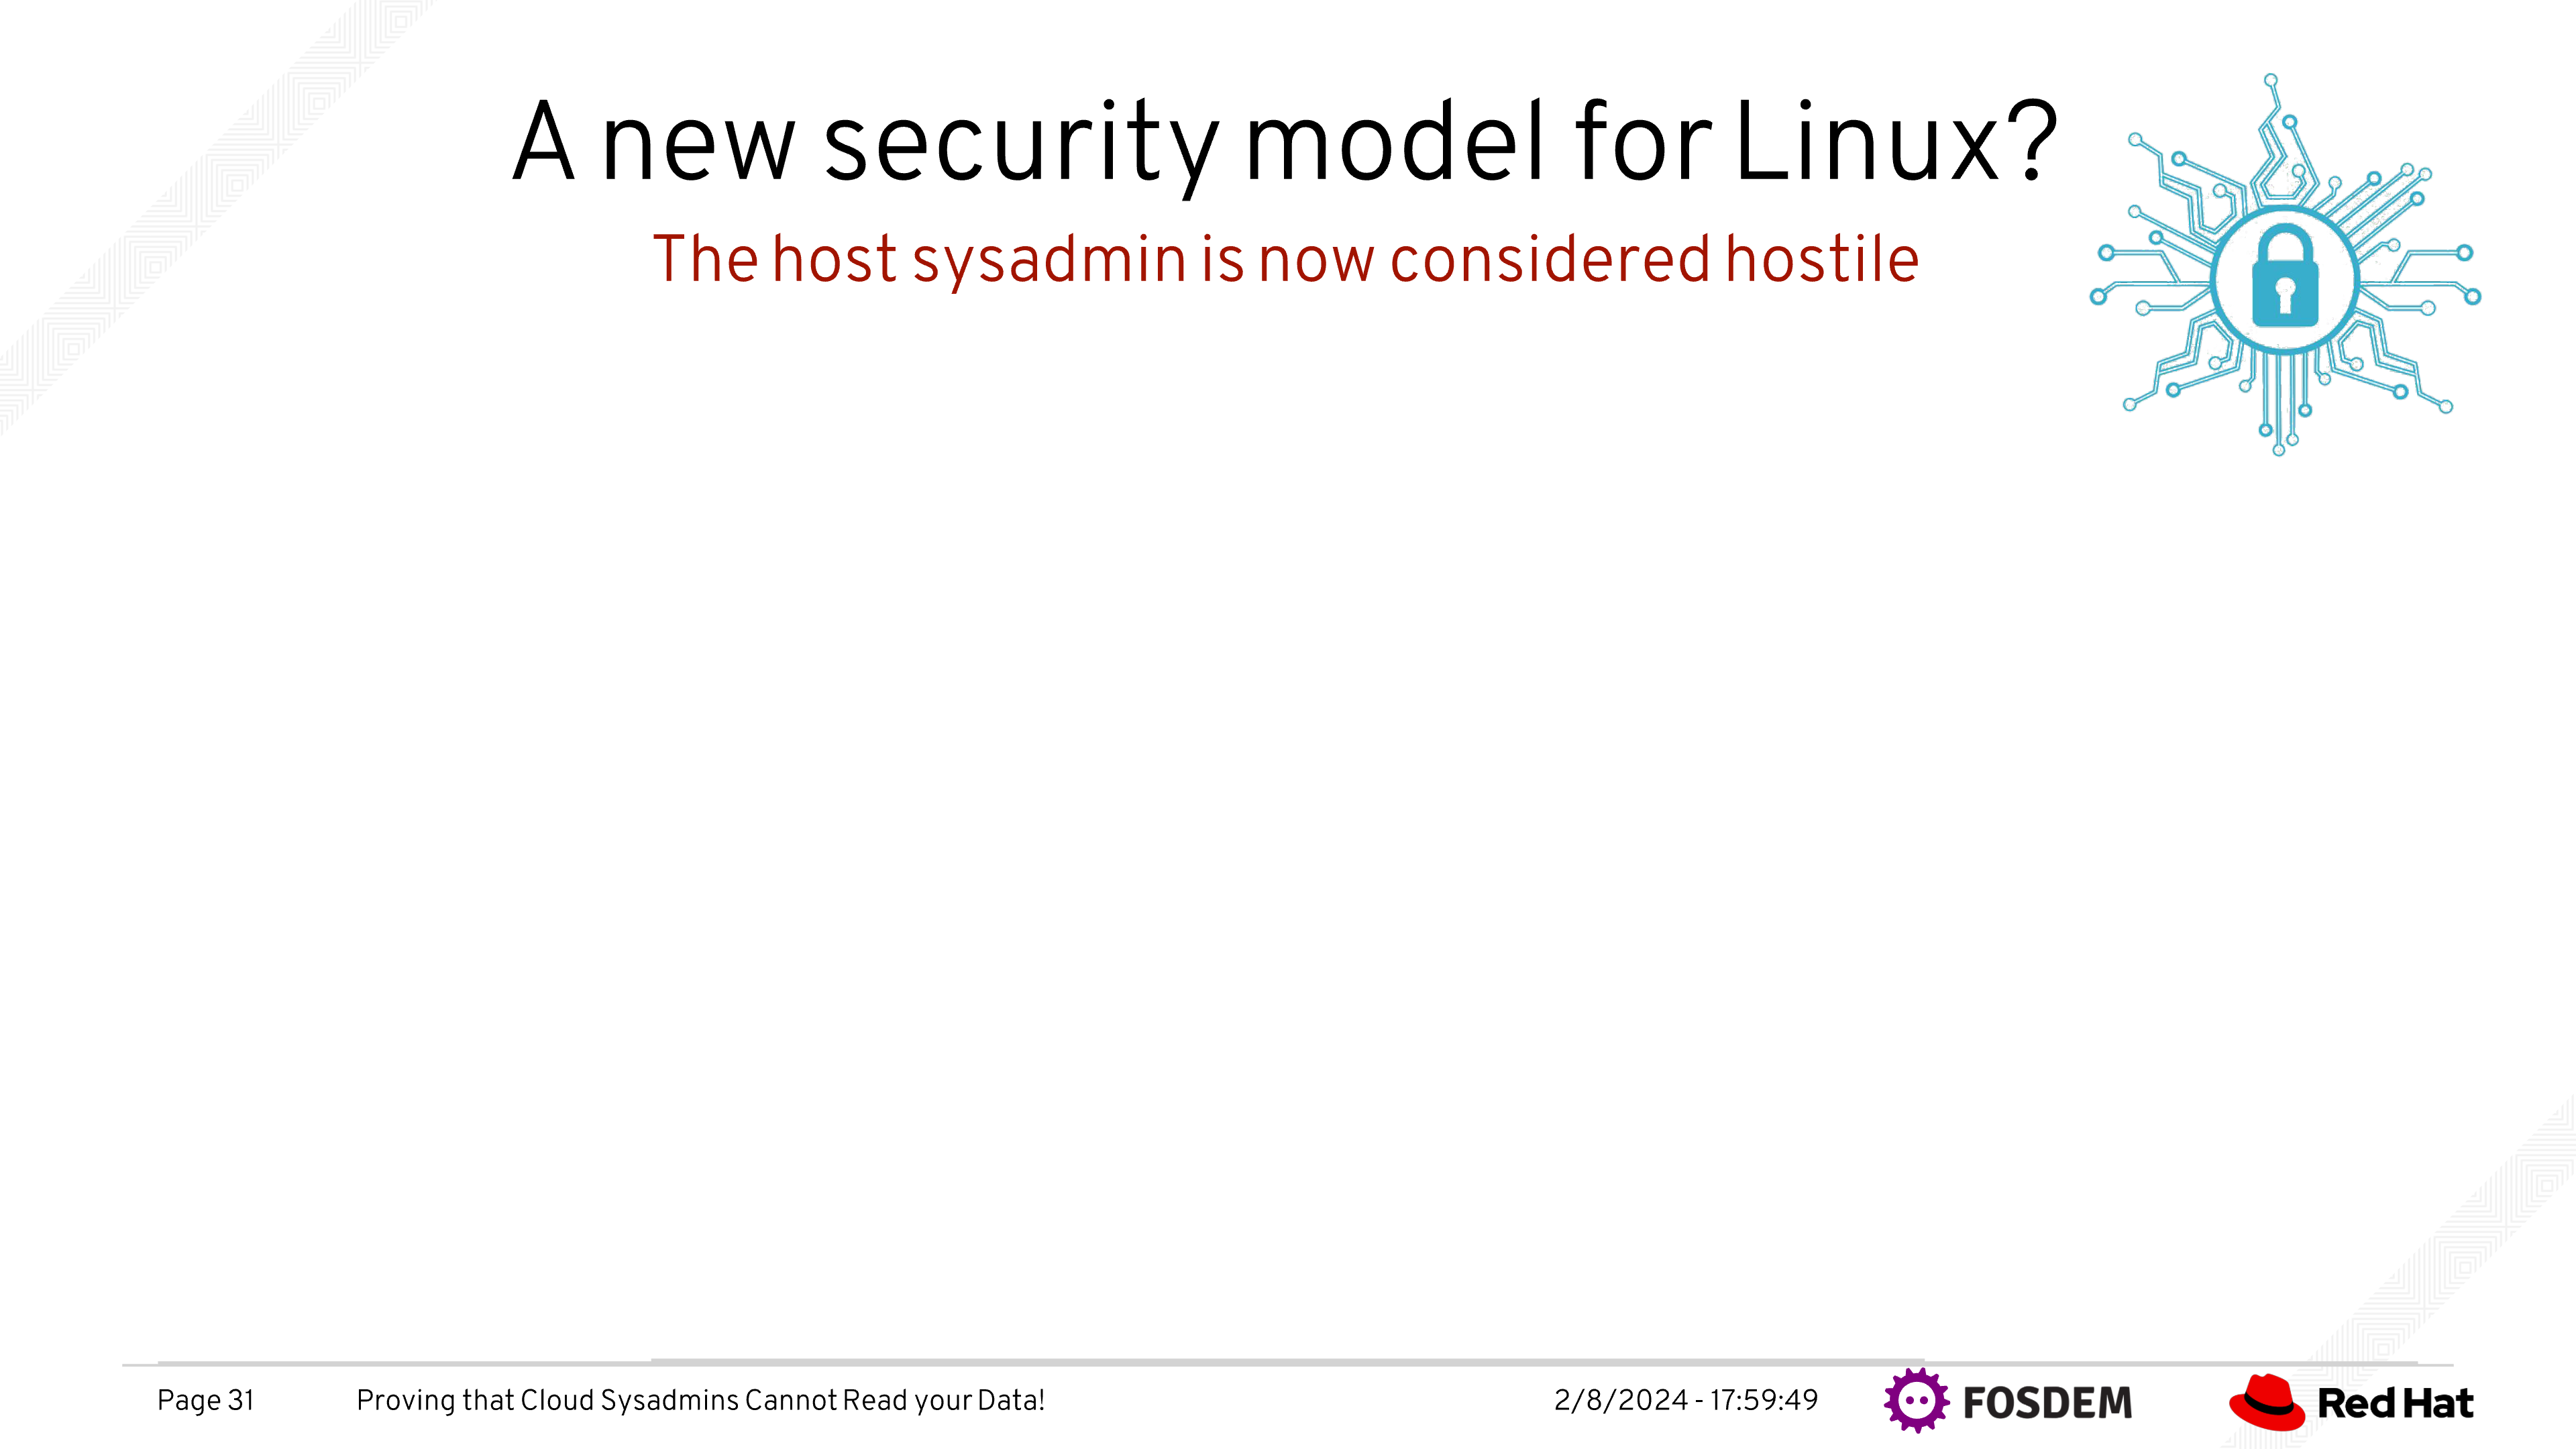 A new security model for Linux?
The host sysadmin is now considered hostile
Page 31 Proving that Cloud Sysadmins Cannot Read your Data! 2/8/2024 - 17:59:49 FOSDEM Red Hat